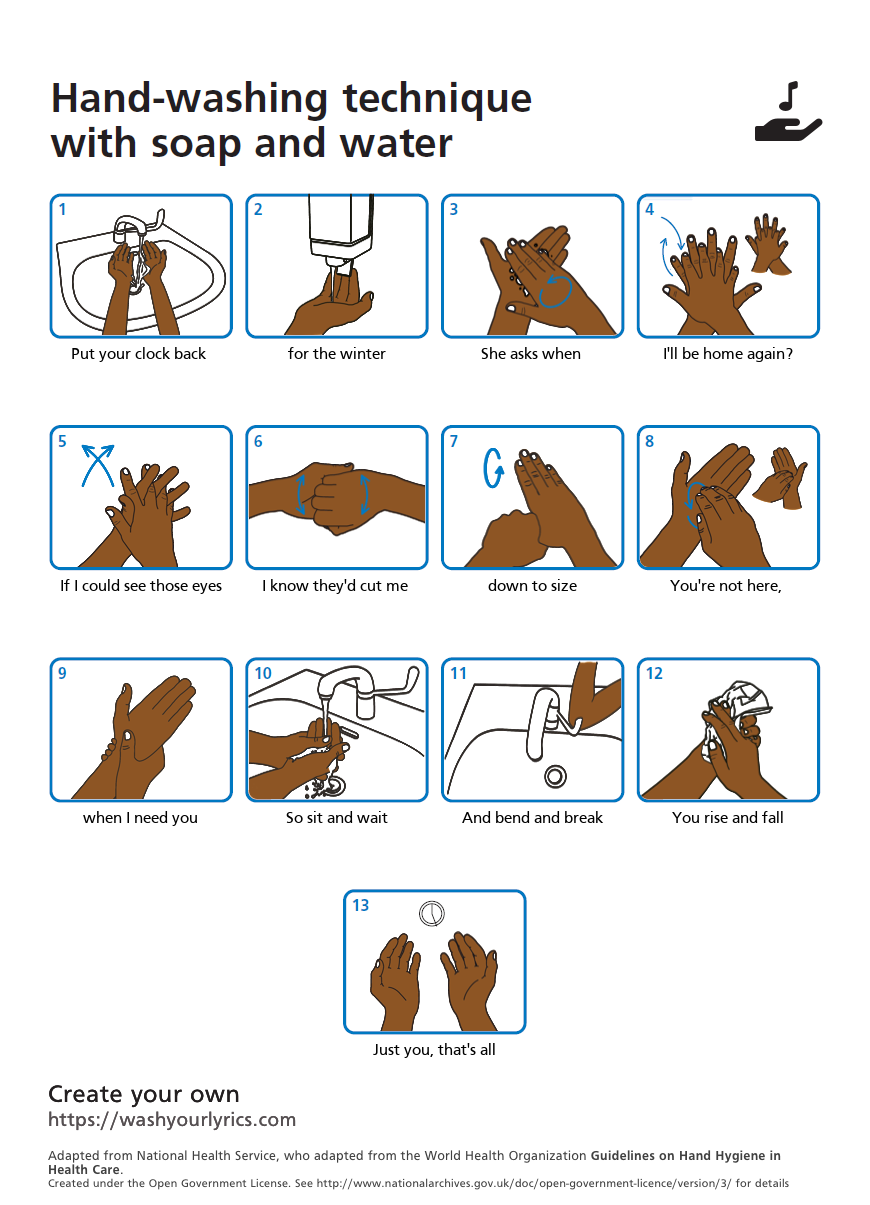 Hand-washing technique
with soap and water
1
Put your clock back
2
for the winter
3
She asks when
4
I'll be home again?
5
If I could see those eyes
6
I know they'd cut me
7
down to size
8
You're not here,
9
when I need you
10
So sit and wait
11
And bend and break
12
You rise and fall
13
Just you, that's all
Create your own
https://washyourlyrics.com
Adapted from National Health Service, who adapted from the World Health Organization Guidelines on Hand Hygiene in
Health Care.
Created under the Open Government License. See http://www.nationalarchives.gov.uk/doc/open-government-licence/version/3/ for details